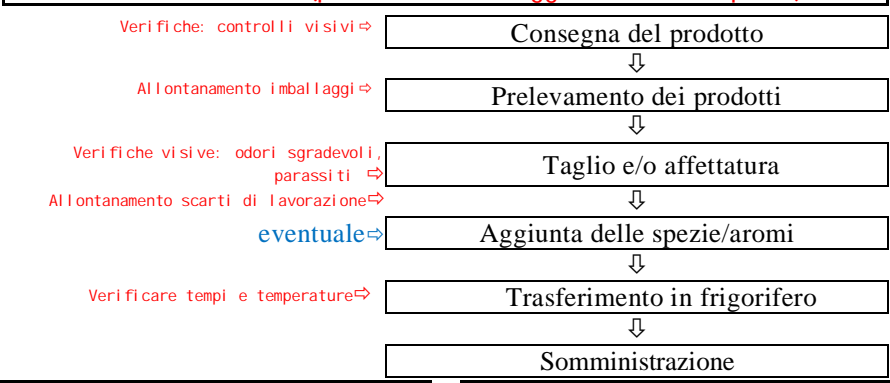 Verifiche: controlli visivi⇨ Consegna del prodotto
⇩
Allontanamento imballaggi⇨ Prelevamento dei prodotti
⇩
Verifiche visive: odori sgradevoli,
parassiti ⇨ Taglio e/o affettatura
Allontanamento scarti di lavorazione⇨ ⇩
eventuale⇨ Aggiunta delle spezie/aromi
⇩
Verificare tempi e temperature⇨ Trasferimento in frigorifero
⇩
Somministrazione